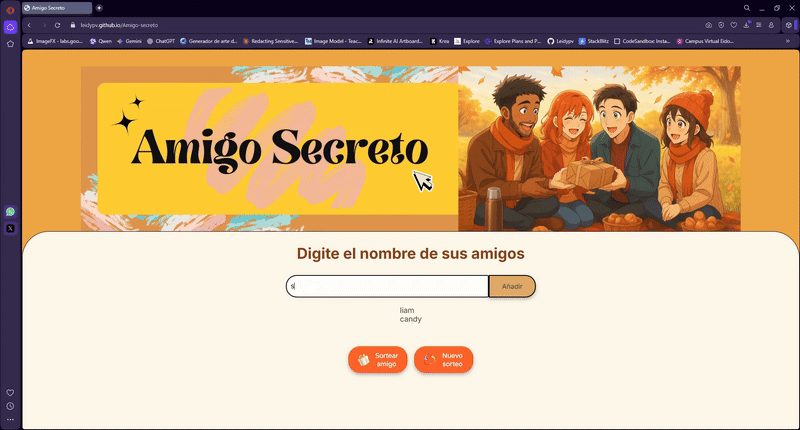 Amigo Secreto
leidypv.github.io/Amigo-secreto
ImageFX - labs.goo...
Qwen
Gemini
ChatGPT
Generador de arte d...
Redacting Sensitive...
Image Model - Teac...
Infinite AI Artboard...
Krea
Explore
Explore Plans and P...
Leidypv
StackBlitz
CodeSandbox: Insta...
Campus Virtual Eido...
Amigo Secreto
Digite el nombre de sus amigos
s
Añadir
liam
candy
Sortear
amigo
Nuevo
sorteo